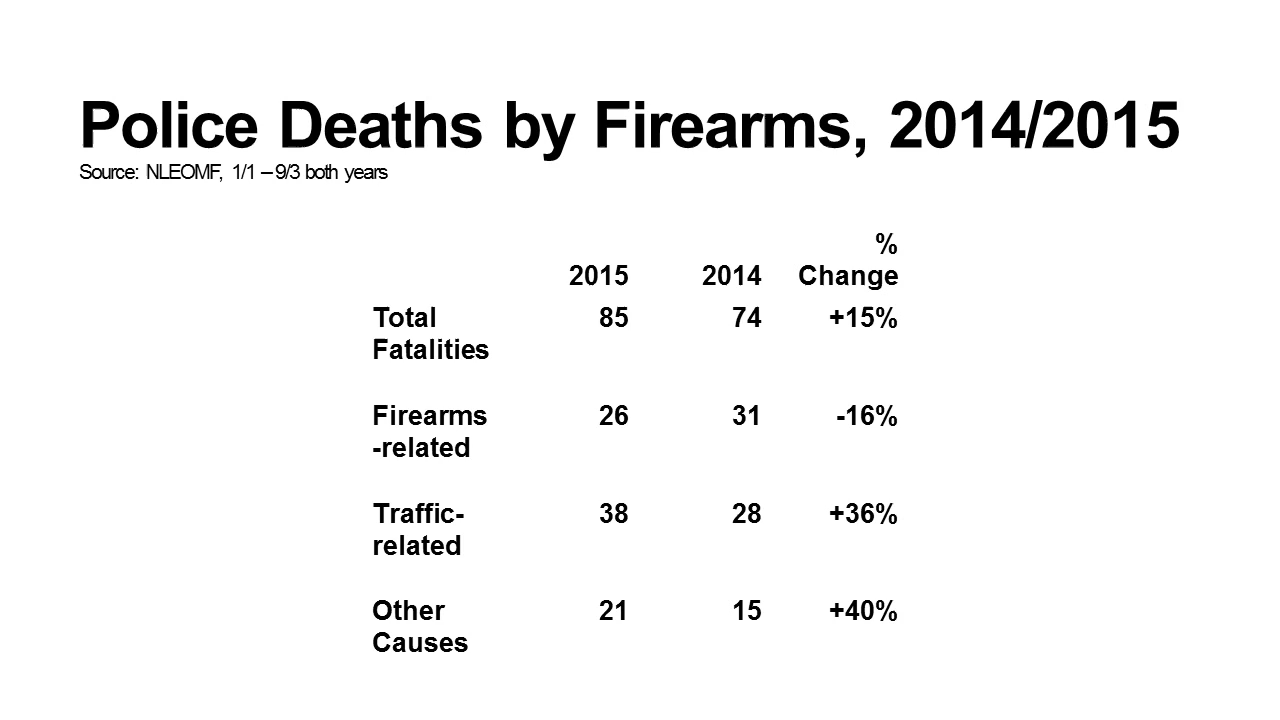 Police Deaths by Firearms, 2014/2015
Source: NLEOMF, 1/1 – 9/3 both years
%
2015 2014 Change
Total 85 74 +15%
Fatalities
Firearms 26 31 -16%
-related
Traffic- 38 28 +36%
related
Other 21 15 +40%
Causes